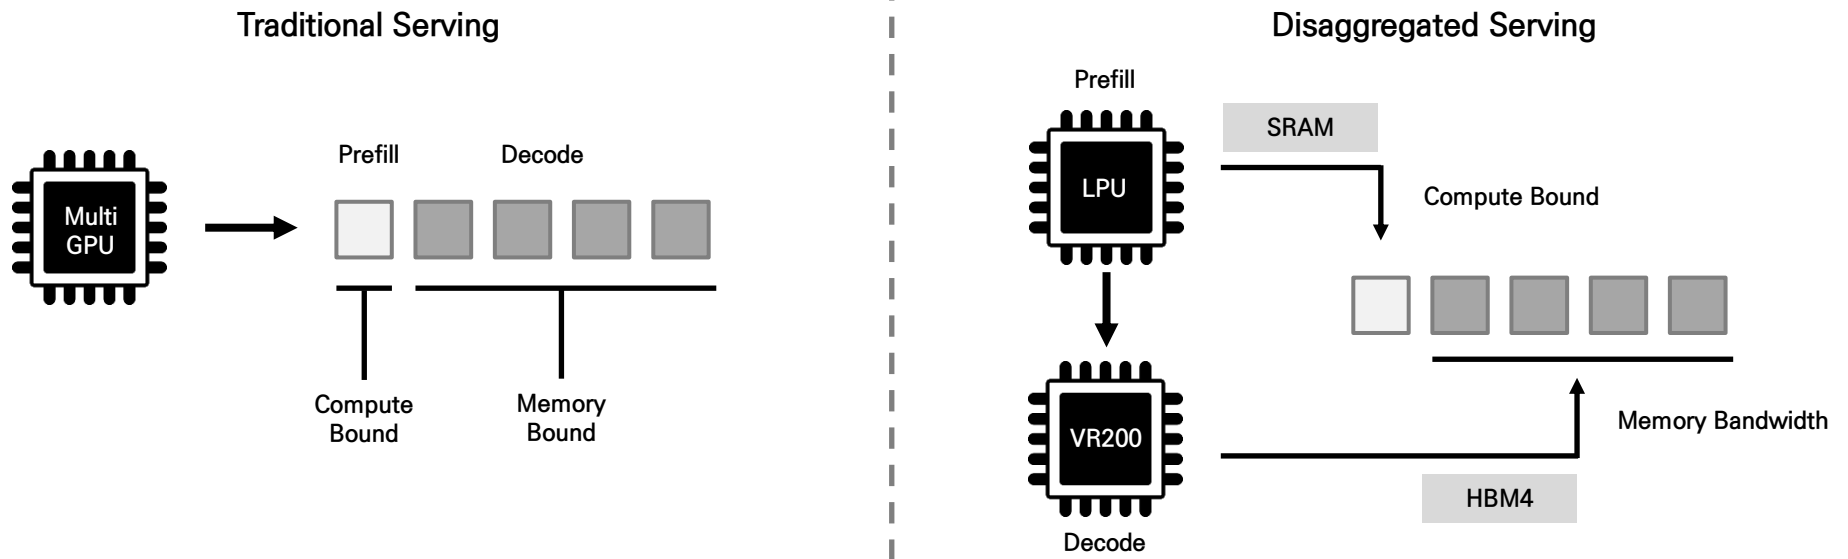 Traditional Serving
Multi
GPU
Prefill
Decode
Compute
Bound
Memory
Bound
Disaggregated Serving
Prefill
LPU
SRAM
Compute Bound
VR200
Decode
Memory Bandwidth
HBM4